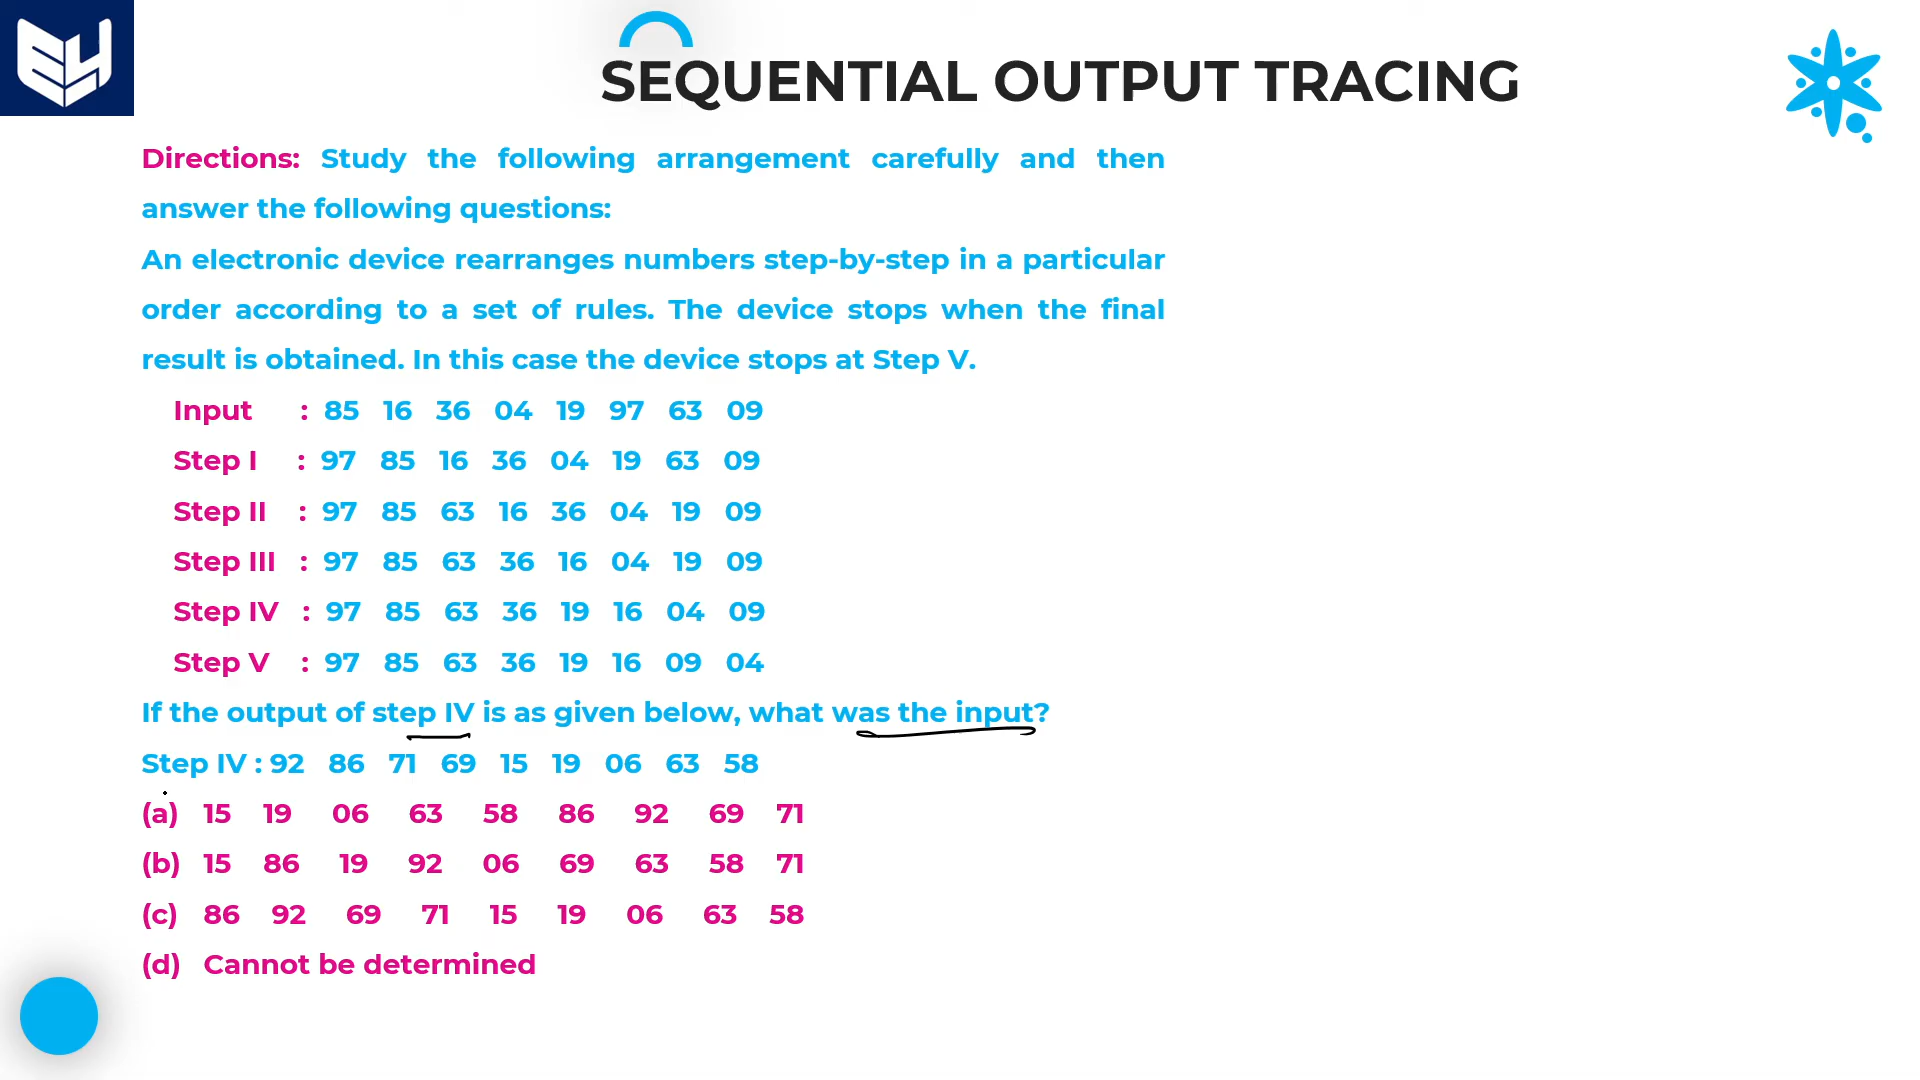 SEQUENTIAL OUTPUT TRACING
Directions: Study the following arrangement carefully and then
answer the following questions:
An electronic device rearranges numbers step-by-step in a particular
order according to a set of rules. The device stops when the final
result is obtained. In this case the device stops at Step V.
Input : 85 16 36 04 19 97 63 09
Step I : 97 85 16 36 04 19 63 09
Step II : 97 85 63 16 36 04 19 09
Step III : 97 85 63 36 16 04 19 09
Step IV : 97 85 63 36 19 16 04 09
Step V : 97 85 63 36 19 16 09 04
If the output of step IV is as given below, what was the input?
Step IV : 92 86 71 69 15 19 06 63 58
(a) 15 19 06 63 58 86 92 69 71
(b) 15 86 19 92 06 69 63 58 71
(c) 86 92 69 71 15 19 06 63 58
(d) Cannot be determined